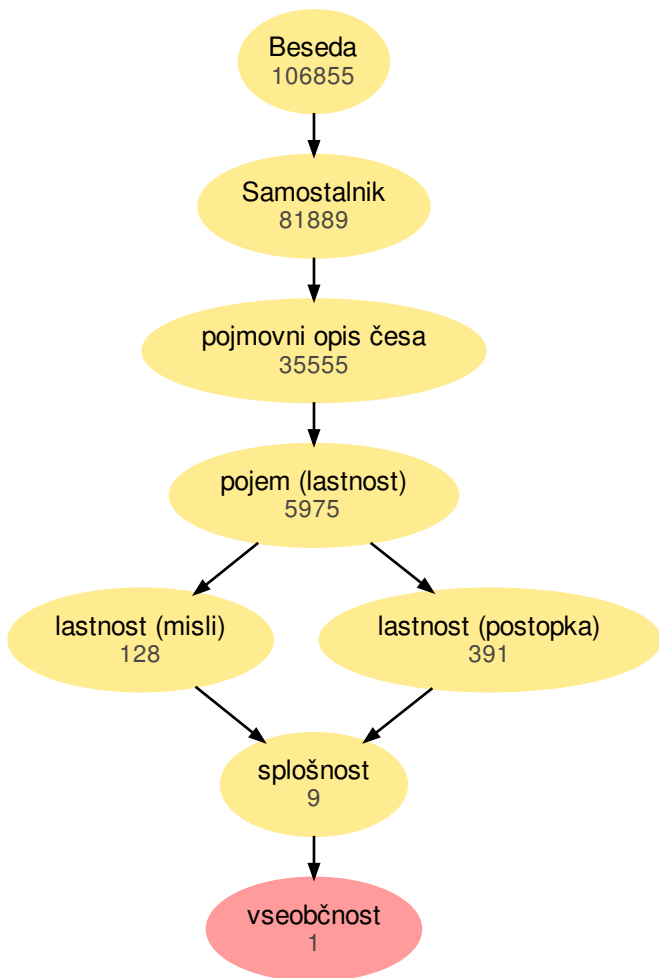 Beseda
106855
Samostalnik
81889
pojmovni opis česa
35555
pojem (lastnost)
5975
lastnost (misli)
128
lastnost (postopka)
391
splošnost
9
vseobčnost
1